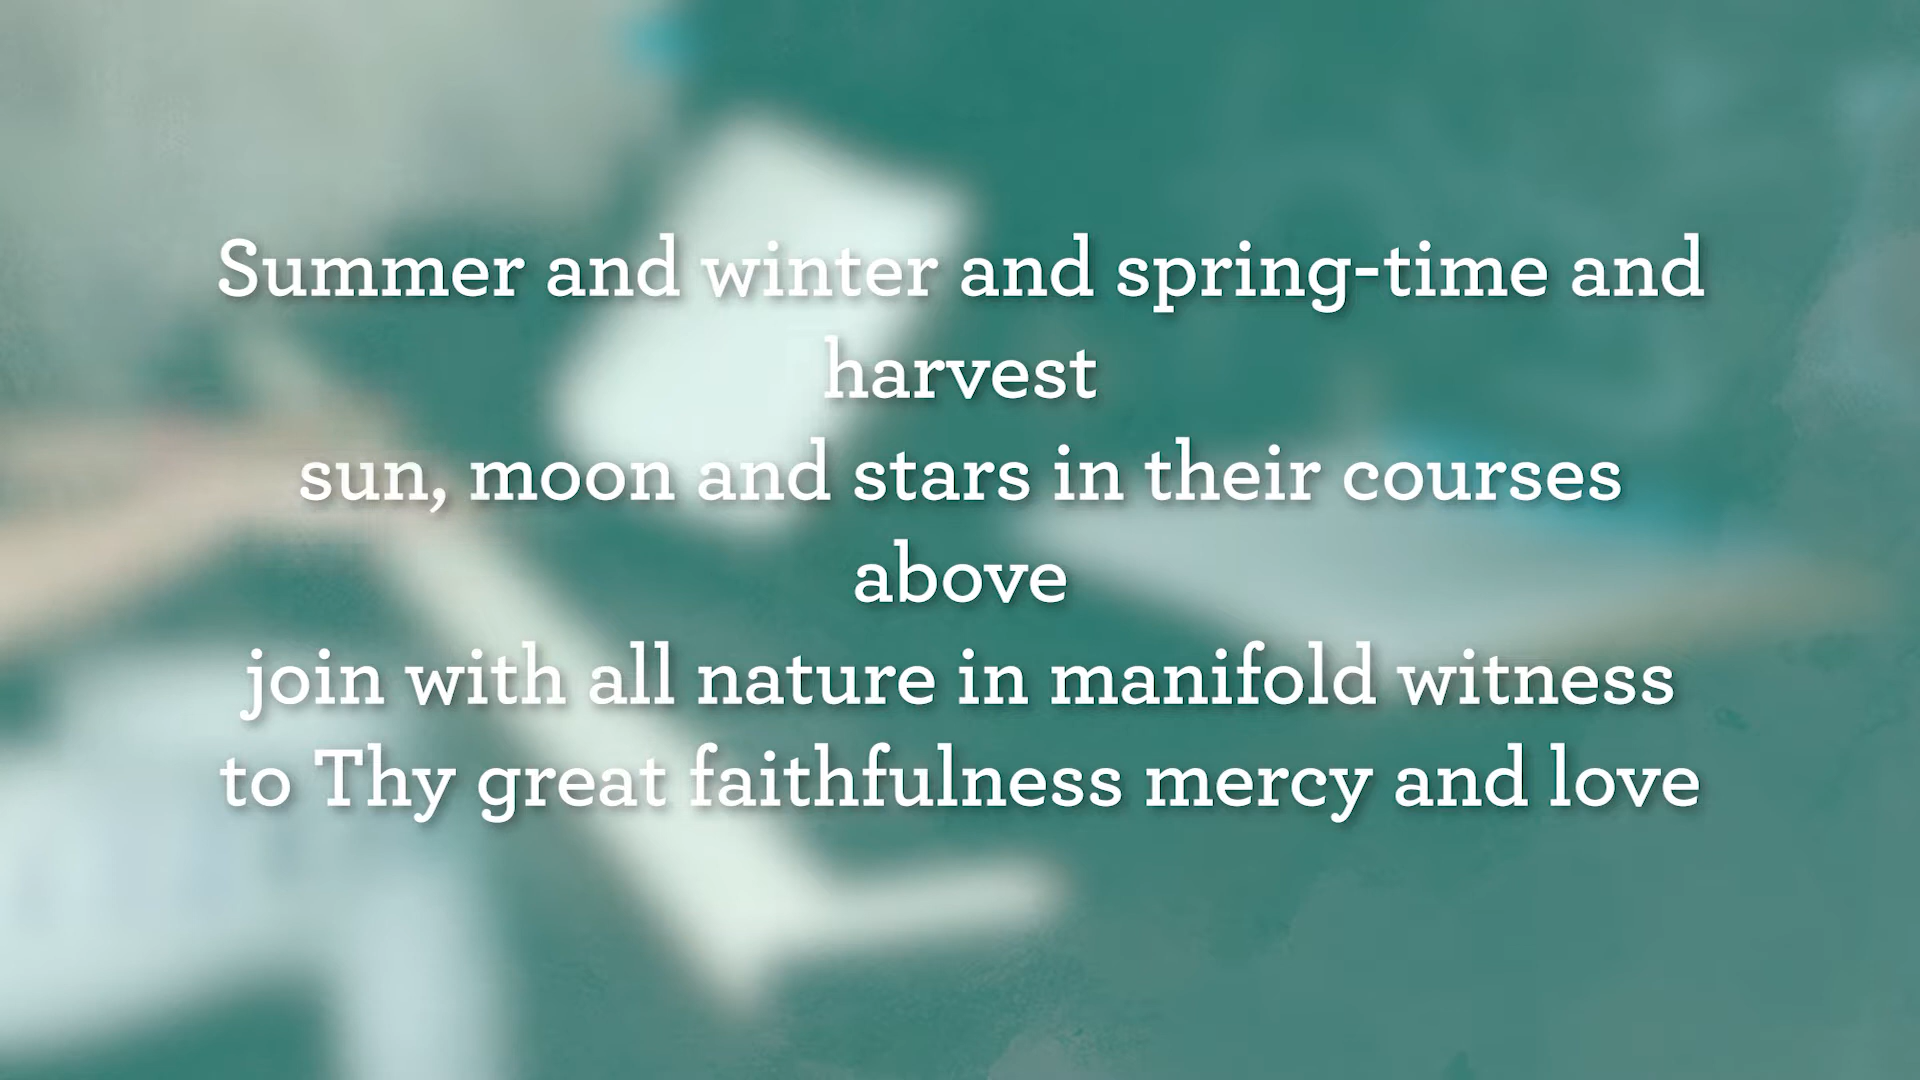 Summer and winter and spring-time and
harvest
sun, moon and stars in their courses
above
join with all nature in manifold witness
to Thy great faithfulness mercy and love